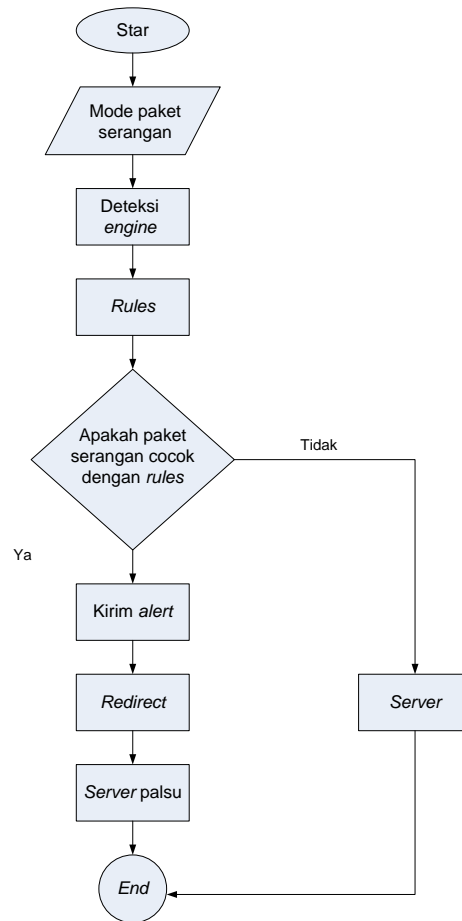 Star
Mode paket
serangan
Deteksi
engine
Rules
Apakah paket
serangan cocok
dengan rules
Tidak
Ya
Kirim alert
Redirect
Server
Server palsu
End